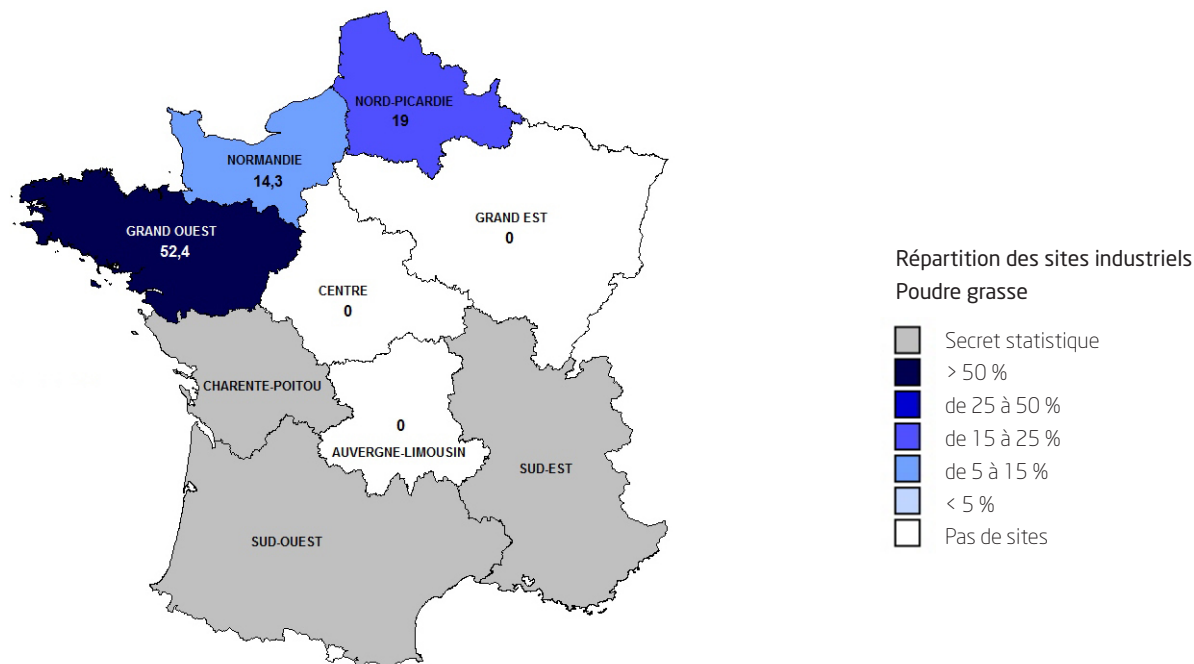 NORD-PICARDIE
19
NORMANDIE
14,3
GRAND OUEST
52,4
GRAND EST
0
CENTRE
0
CHARENTE-POITOU
0
AUVERGNE-LIMOUSIN
SUD-EST
SUD-OUEST
Répartition des sites industriels
Poudre grasse
Secret statistique
> 50 %
de 25 à 50 %
de 15 à 25 %
de 5 à 15 %
< 5 %
Pas de sites